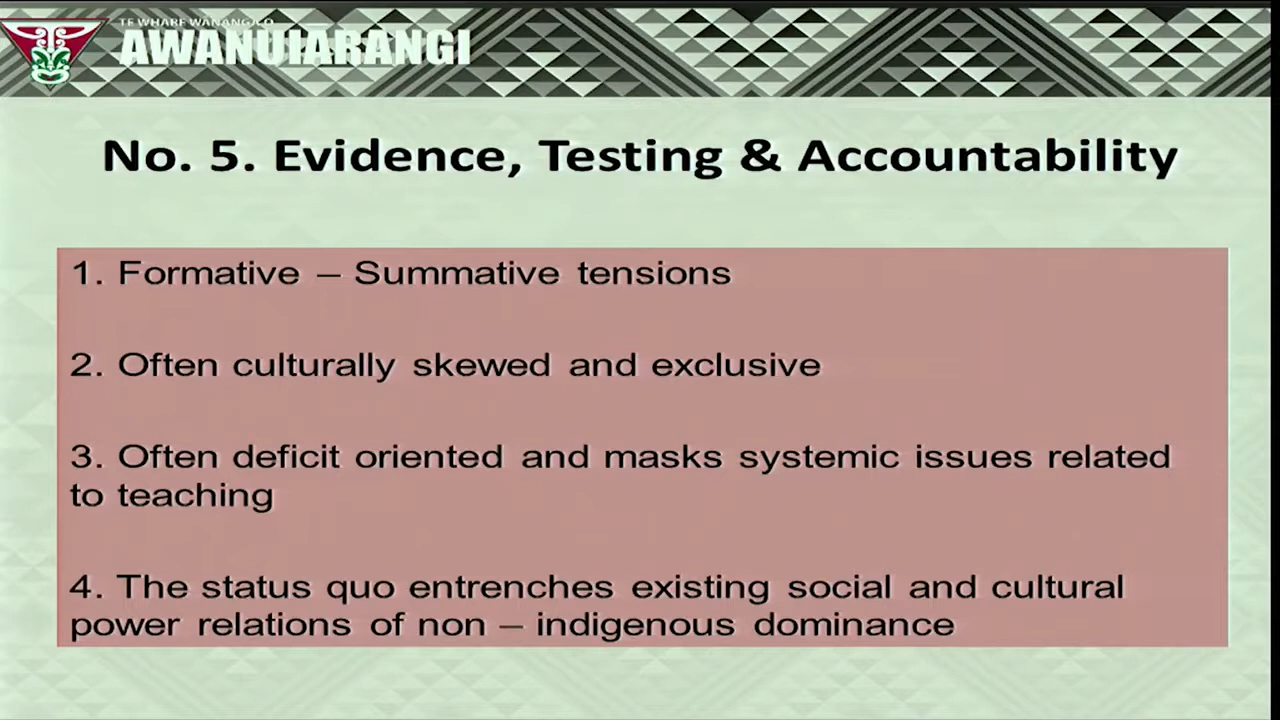 TE WHARE WĀNANGA O
AWANUIĀRANGI
No. 5. Evidence, Testing & Accountability
1. Formative – Summative tensions
2. Often culturally skewed and exclusive
3. Often deficit oriented and masks systemic issues related
to teaching
4. The status quo entrenches existing social and cultural
power relations of non – indigenous dominance